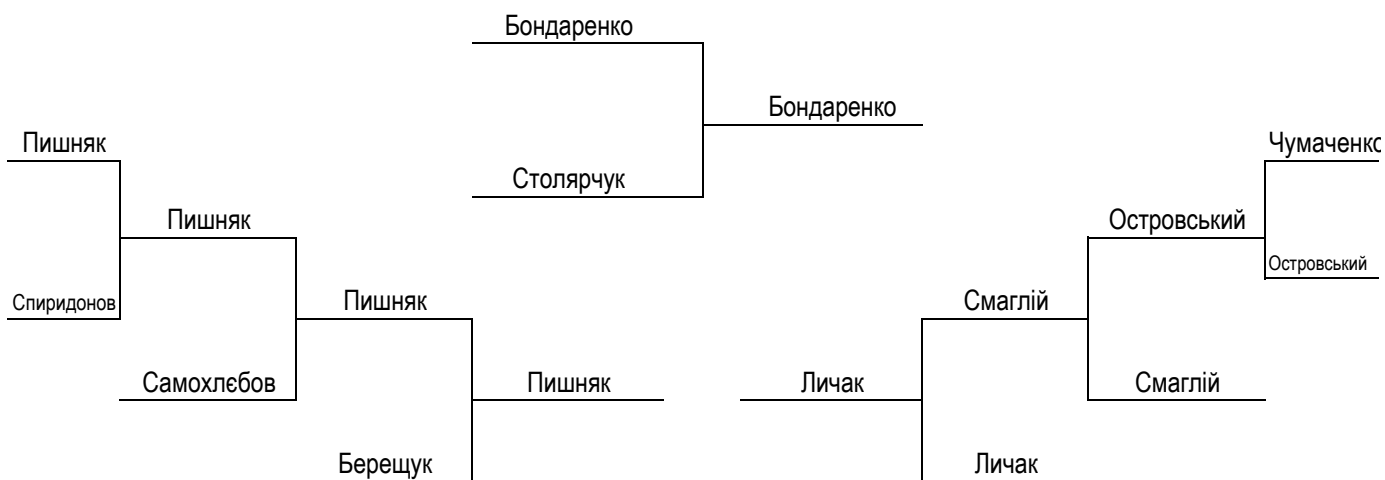 Бондаренко
Бондаренко
Пишняк
Чумаченко
Столярчук
Пишняк
Островський
Островський
Спиридонов
Пишняк
Смаглій
Самохлєбов
Пишняк
Личак
Смаглій
Берещук
Личак